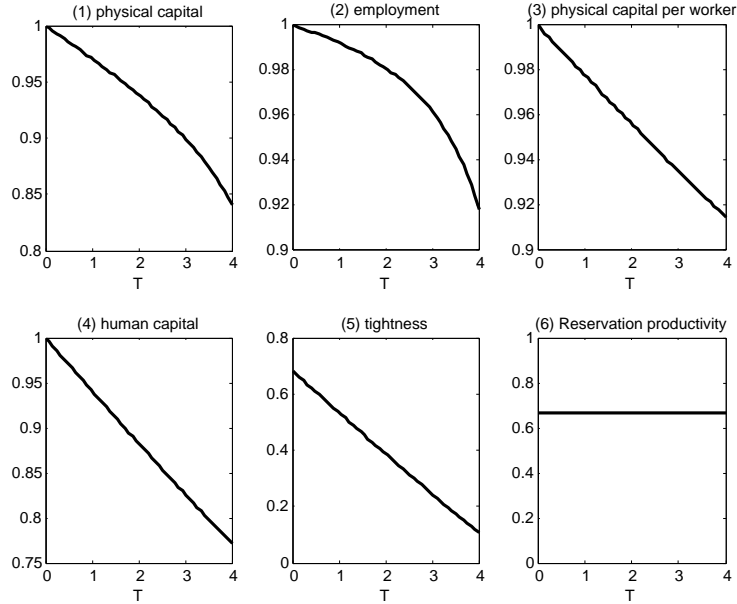 (1) physical capital
1
0.95
0.9
0.85
0.8
0 1 2 3 4
T
(2) employment
1
0.98
0.96
0.94
0.92
0.9
0 1 2 3 4
T
(3) physical capital per worker
1
0.98
0.96
0.94
0.92
0.9
0 1 2 3 4
T
(4) human capital
1
0.95
0.9
0.85
0.8
0.75
0 1 2 3 4
T
(5) tightness
0.8
0.6
0.4
0.2
0
0 1 2 3 4
T
(6) Reservation productivity
1
0.8
0.6
0.4
0.2
0
0 1 2 3 4
T